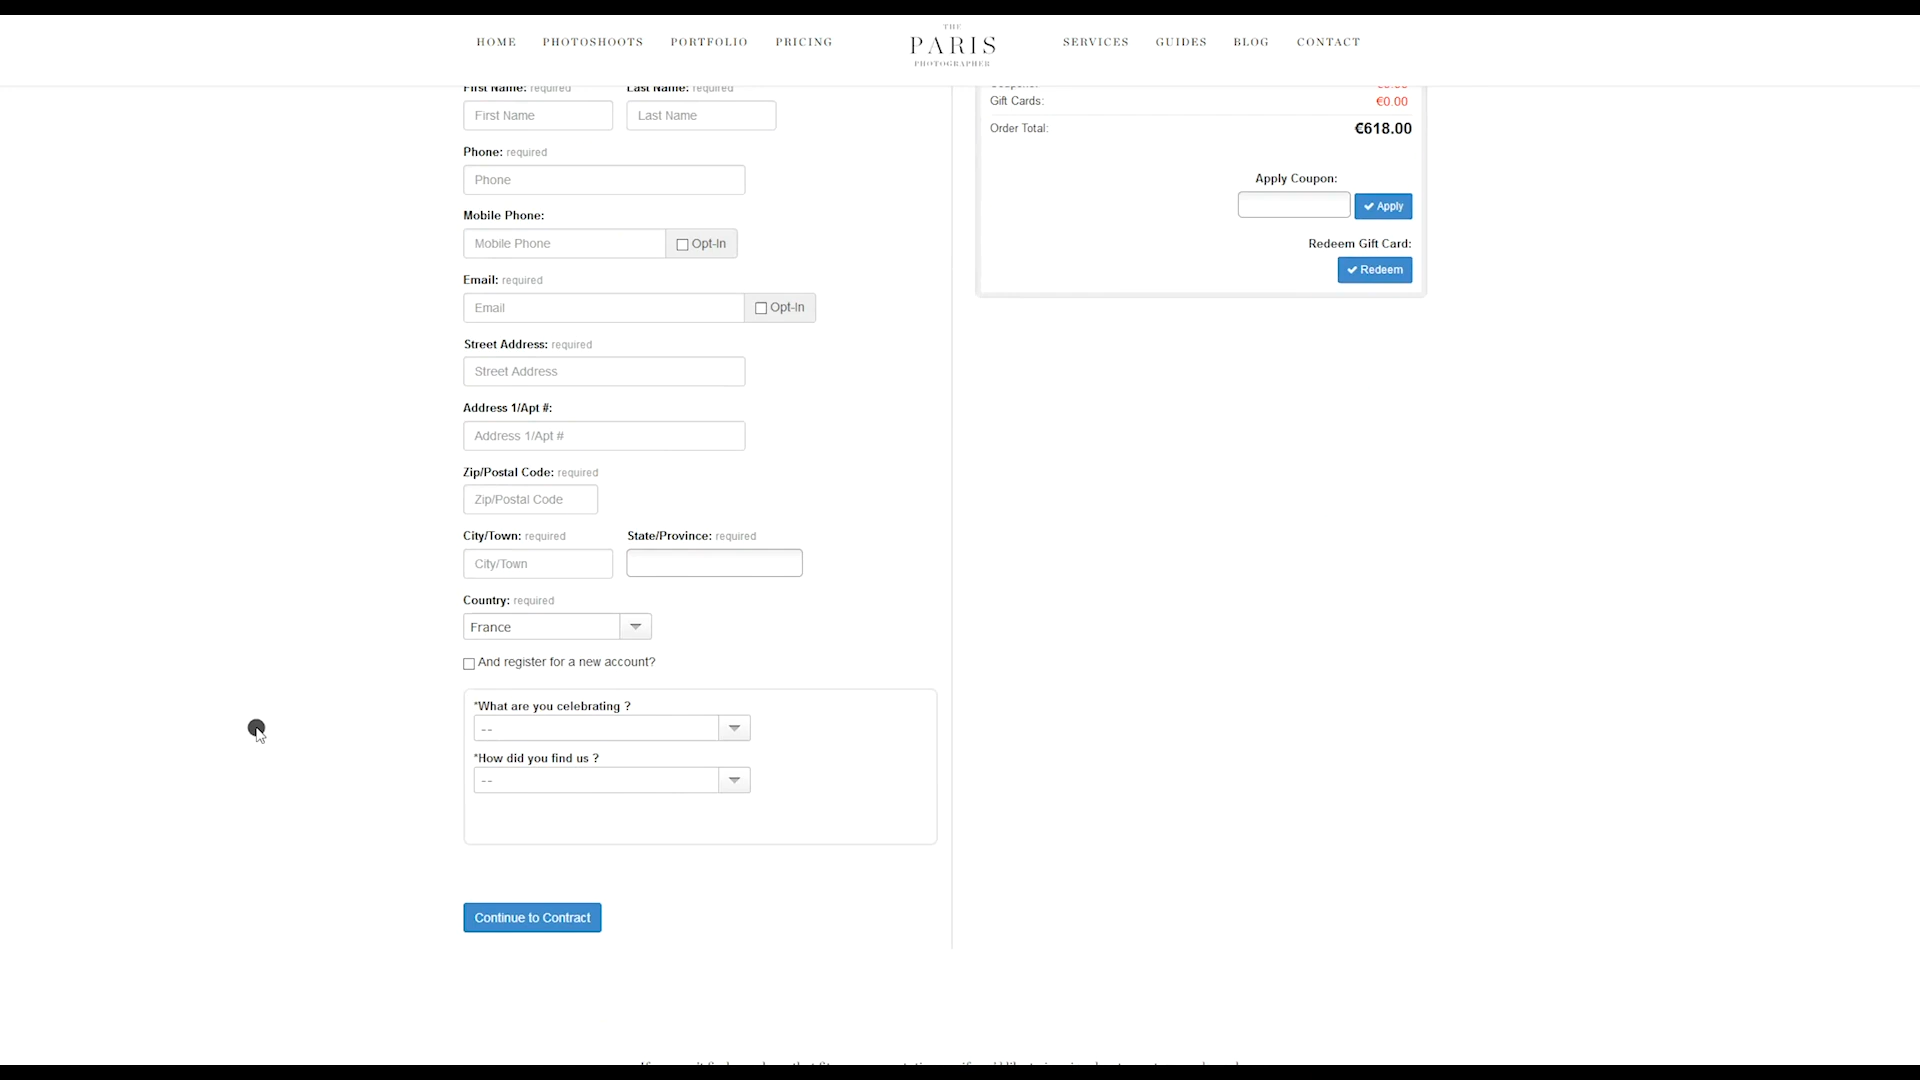 HOME PHOTOSHOOTS PORTFOLIO PRICING THE PARIS PHOTOGRAPHER SERVICES GUIDES BLOG CONTACT
First Name: required Last Name: required
First Name Last Name
Phone: required
Phone
Mobile Phone:
Mobile Phone Opt-In
Email: required
Email Opt-In
Street Address: required
Street Address
Address 1/Apt #:
Address 1/Apt #
Zip/Postal Code: required
Zip/Postal Code
City/Town: required State/Province: required
City/Town
Country: required
France
And register for a new account?
*What are you celebrating ?
--
*How did you find us ?
--
Continue to Contract
Gift Cards: €0.00
Order Total: €618.00
Apply Coupon:
Apply
Redeem Gift Card:
Redeem